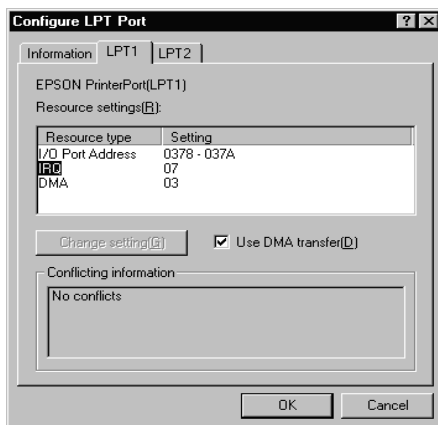 Configure LPT Port
Information LPT1 LPT2
EPSON PrinterPort(LPT1)
Resource settings(R):
Resource type Setting
I/O Port Address 0378 - 037A
IRQ 07
DMA 03
Change setting(G) Use DMA transfer(D)
Conflicting information
No conflicts
OK Cancel